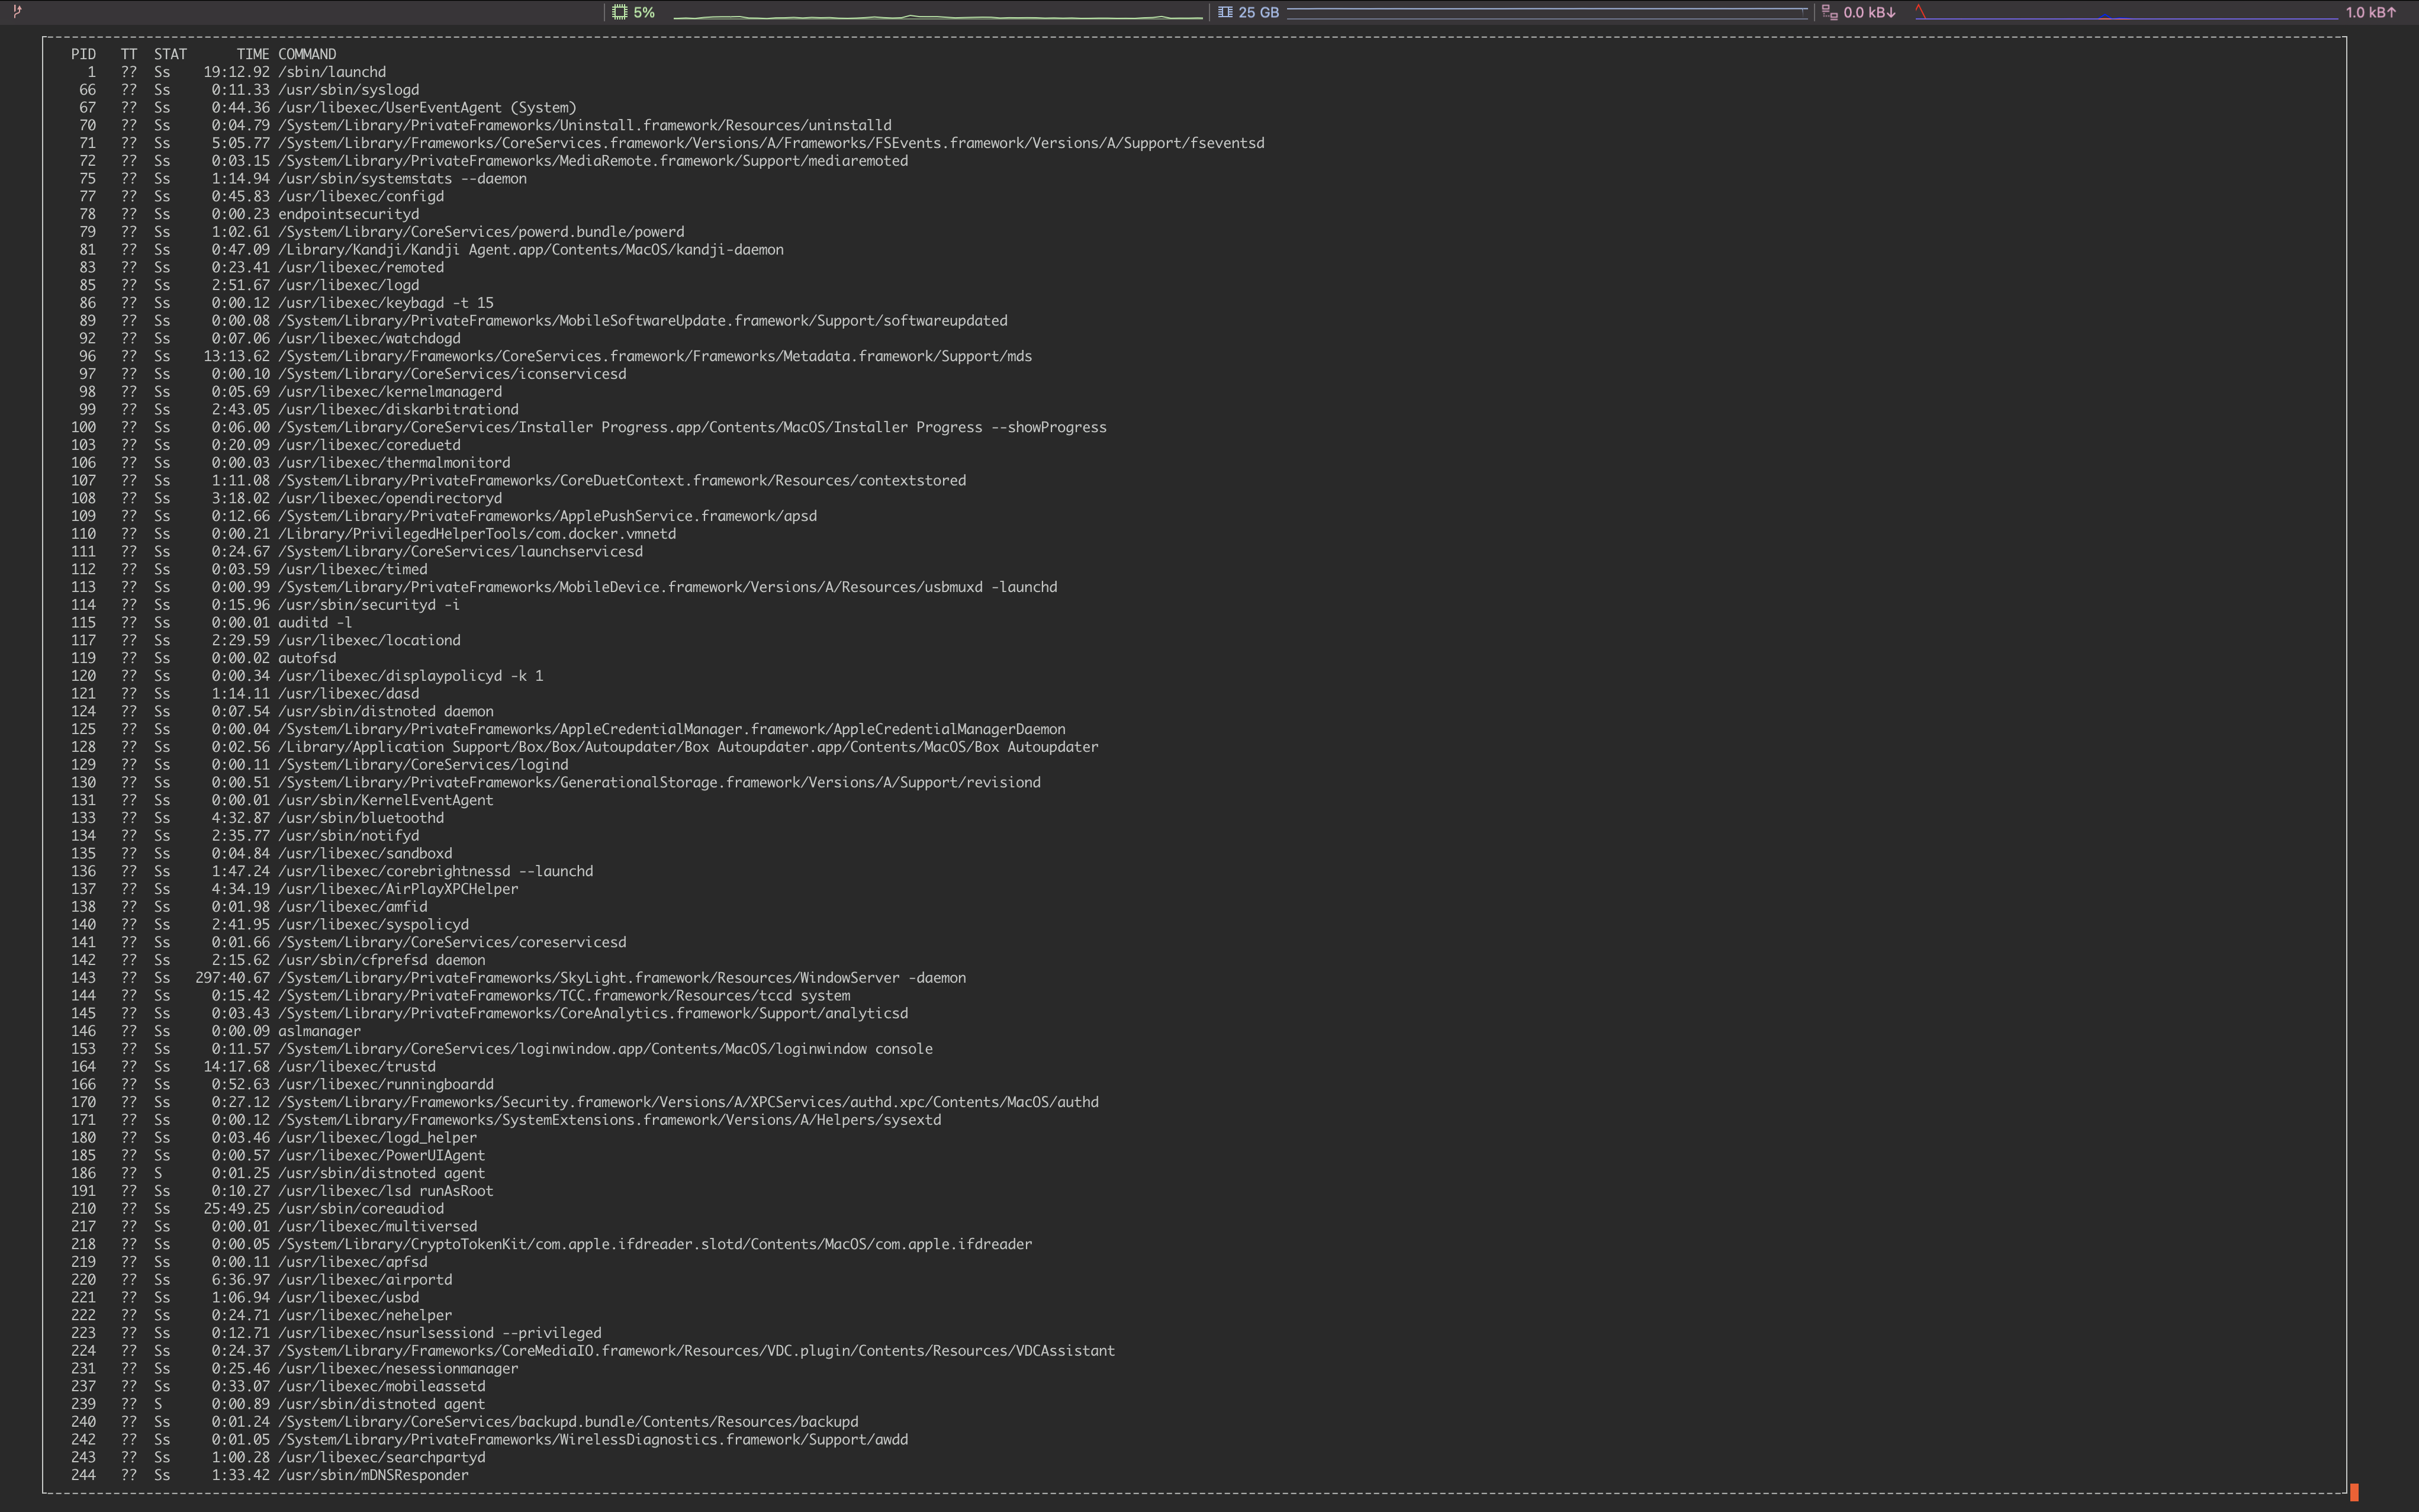 5%
25 GB
0.0 kB↓
1.0 kB↑
PID TT STAT TIME COMMAND
1 ?? Ss 19:12.92 /sbin/launchd
66 ?? Ss 0:11.33 /usr/sbin/syslogd
67 ?? Ss 0:44.36 /usr/libexec/UserEventAgent (System)
70 ?? Ss 0:04.79 /System/Library/PrivateFrameworks/Uninstall.framework/Resources/uninstalld
71 ?? Ss 5:05.77 /System/Library/Frameworks/CoreServices.framework/Versions/A/Frameworks/FSEvents.framework/Versions/A/Support/fseventsd
72 ?? Ss 0:03.15 /System/Library/PrivateFrameworks/MediaRemote.framework/Support/mediaremoted
75 ?? Ss 1:14.94 /usr/sbin/systemstats --daemon
77 ?? Ss 0:45.83 /usr/libexec/configd
78 ?? Ss 0:00.23 endpointsecurityd
79 ?? Ss 1:02.61 /System/Library/CoreServices/powerd.bundle/powerd
81 ?? Ss 0:47.09 /Library/Kandji/Kandji Agent.app/Contents/MacOS/kandji-daemon
83 ?? Ss 0:23.41 /usr/libexec/remoted
85 ?? Ss 2:51.67 /usr/libexec/logd
86 ?? Ss 0:00.12 /usr/libexec/keybagd -t 15
89 ?? Ss 0:00.08 /System/Library/PrivateFrameworks/MobileSoftwareUpdate.framework/Support/softwareupdated
92 ?? Ss 0:07.06 /usr/libexec/watchdogd
96 ?? Ss 13:13.62 /System/Library/Frameworks/CoreServices.framework/Frameworks/Metadata.framework/Support/mds
97 ?? Ss 0:00.10 /System/Library/CoreServices/iconservicesd
98 ?? Ss 0:05.69 /usr/libexec/kernelmanagerd
99 ?? Ss 2:43.05 /usr/libexec/diskarbitrationd
100 ?? Ss 0:06.00 /System/Library/CoreServices/Installer Progress.app/Contents/MacOS/Installer Progress --showProgress
103 ?? Ss 0:20.09 /usr/libexec/coreduetd
106 ?? Ss 0:00.03 /usr/libexec/thermalmonitord
107 ?? Ss 1:11.08 /System/Library/PrivateFrameworks/CoreDuetContext.framework/Resources/contextstored
108 ?? Ss 3:18.02 /usr/libexec/opendirectoryd
109 ?? Ss 0:12.66 /System/Library/PrivateFrameworks/ApplePushService.framework/apsd
110 ?? Ss 0:00.21 /Library/PrivilegedHelperTools/com.docker.vmnetd
111 ?? Ss 0:24.67 /System/Library/CoreServices/launchservicesd
112 ?? Ss 0:03.59 /usr/libexec/timed
113 ?? Ss 0:00.99 /System/Library/PrivateFrameworks/MobileDevice.framework/Versions/A/Resources/usbmuxd -launchd
114 ?? Ss 0:15.96 /usr/sbin/securityd -i
115 ?? Ss 0:00.01 auditd -l
117 ?? Ss 2:29.59 /usr/libexec/locationd
119 ?? Ss 0:00.02 autofsd
120 ?? Ss 0:00.34 /usr/libexec/displaypolicyd -k 1
121 ?? Ss 1:14.11 /usr/libexec/dasd
124 ?? Ss 0:07.54 /usr/sbin/distnoted daemon
125 ?? Ss 0:00.04 /System/Library/PrivateFrameworks/AppleCredentialManager.framework/AppleCredentialManagerDaemon
128 ?? Ss 0:02.56 /Library/Application Support/Box/Box/Autoupdater/Box Autoupdater.app/Contents/MacOS/Box Autoupdater
129 ?? Ss 0:00.11 /System/Library/CoreServices/logind
130 ?? Ss 0:00.51 /System/Library/PrivateFrameworks/GenerationalStorage.framework/Versions/A/Support/revisiond
131 ?? Ss 0:00.01 /usr/sbin/KernelEventAgent
133 ?? Ss 4:32.87 /usr/sbin/bluetoothd
134 ?? Ss 2:35.77 /usr/sbin/notifyd
135 ?? Ss 0:04.84 /usr/libexec/sandboxd
136 ?? Ss 1:47.24 /usr/libexec/corebrightnessd --launchd
137 ?? Ss 4:34.19 /usr/libexec/AirPlayXPCHelper
138 ?? Ss 0:01.98 /usr/libexec/amfid
140 ?? Ss 2:41.95 /usr/libexec/syspolicyd
141 ?? Ss 0:01.66 /System/Library/CoreServices/coreservicesd
142 ?? Ss 2:15.62 /usr/sbin/cfprefsd daemon
143 ?? Ss 297:40.67 /System/Library/PrivateFrameworks/SkyLight.framework/Resources/WindowServer -daemon
144 ?? Ss 0:15.42 /System/Library/PrivateFrameworks/TCC.framework/Resources/tccd system
145 ?? Ss 0:03.43 /System/Library/PrivateFrameworks/CoreAnalytics.framework/Support/analyticsd
146 ?? Ss 0:00.09 aslmanager
153 ?? Ss 0:11.57 /System/Library/CoreServices/loginwindow.app/Contents/MacOS/loginwindow console
164 ?? Ss 14:17.68 /usr/libexec/trustd
166 ?? Ss 0:52.63 /usr/libexec/runningboardd
170 ?? Ss 0:27.12 /System/Library/Frameworks/Security.framework/Versions/A/XPCServices/authd.xpc/Contents/MacOS/authd
171 ?? Ss 0:00.12 /System/Library/Frameworks/SystemExtensions.framework/Versions/A/Helpers/sysextd
180 ?? Ss 0:03.46 /usr/libexec/logd_helper
185 ?? Ss 0:00.57 /usr/libexec/PowerUIAgent
186 ?? S 0:01.25 /usr/sbin/distnoted agent
191 ?? Ss 0:10.27 /usr/libexec/lsd runAsRoot
210 ?? Ss 25:49.25 /usr/sbin/coreaudiod
217 ?? Ss 0:00.01 /usr/libexec/multiversed
218 ?? Ss 0:00.05 /System/Library/CryptoTokenKit/com.apple.ifdreader.slotd/Contents/MacOS/com.apple.ifdreader
219 ?? Ss 0:00.11 /usr/libexec/apfsd
220 ?? Ss 6:36.97 /usr/libexec/airportd
221 ?? Ss 1:06.94 /usr/libexec/usbd
222 ?? Ss 0:24.71 /usr/libexec/nehelper
223 ?? Ss 0:12.71 /usr/libexec/nsurlsessiond --privileged
224 ?? Ss 0:24.37 /System/Library/Frameworks/CoreMediaIO.framework/Resources/VDC.plugin/Contents/Resources/VDCAssistant
231 ?? Ss 0:25.46 /usr/libexec/nesessionmanager
237 ?? Ss 0:33.07 /usr/libexec/mobileassetd
239 ?? S 0:00.89 /usr/sbin/distnoted agent
240 ?? Ss 0:01.24 /System/Library/CoreServices/backupd.bundle/Contents/Resources/backupd
242 ?? Ss 0:01.05 /System/Library/PrivateFrameworks/WirelessDiagnostics.framework/Support/awdd
243 ?? Ss 1:00.28 /usr/libexec/searchpartyd
244 ?? Ss 1:33.42 /usr/sbin/mDNSResponder